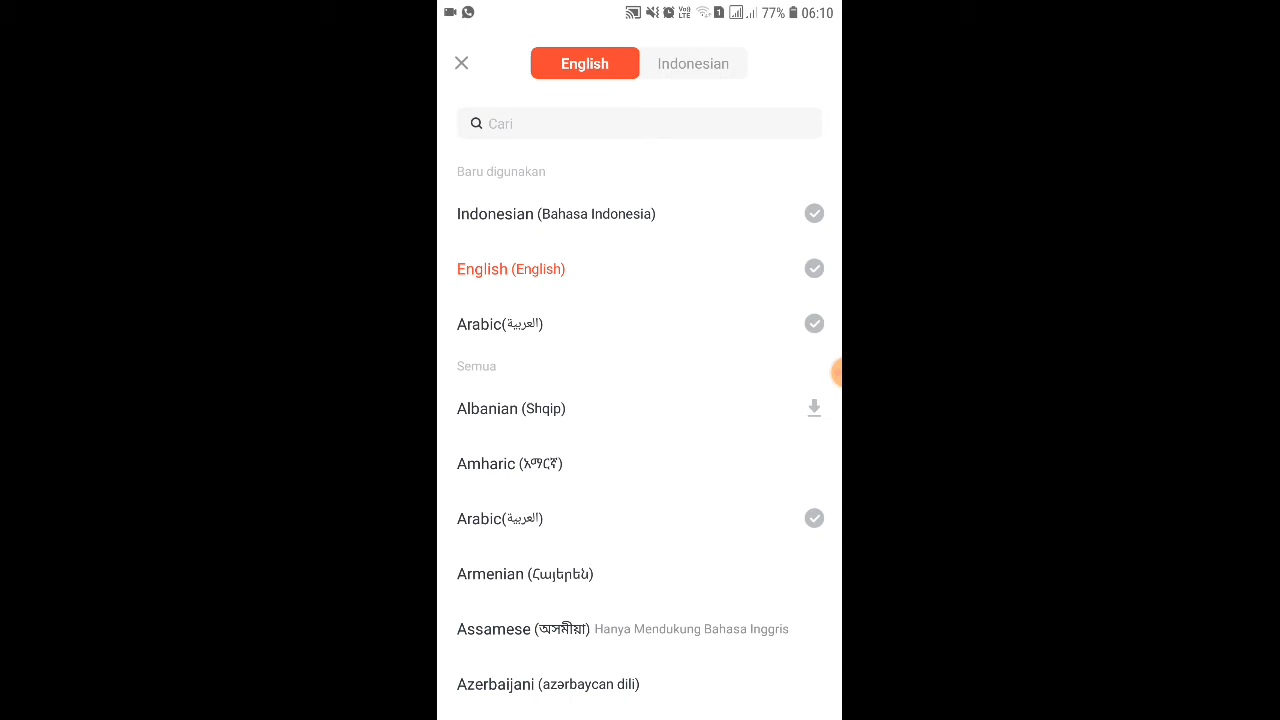 1 77% 06:10
English Indonesian
Cari
Baru digunakan
Indonesian (Bahasa Indonesia)
English (English)
Arabic(العربية)
Semua
Albanian (Shqip)
Amharic (አማርኛ)
Arabic(العربية)
Armenian (Հայերեն)
Assamese (অসমীয়া) Hanya Mendukung Bahasa Inggris
Azerbaijani (azərbaycan dili)